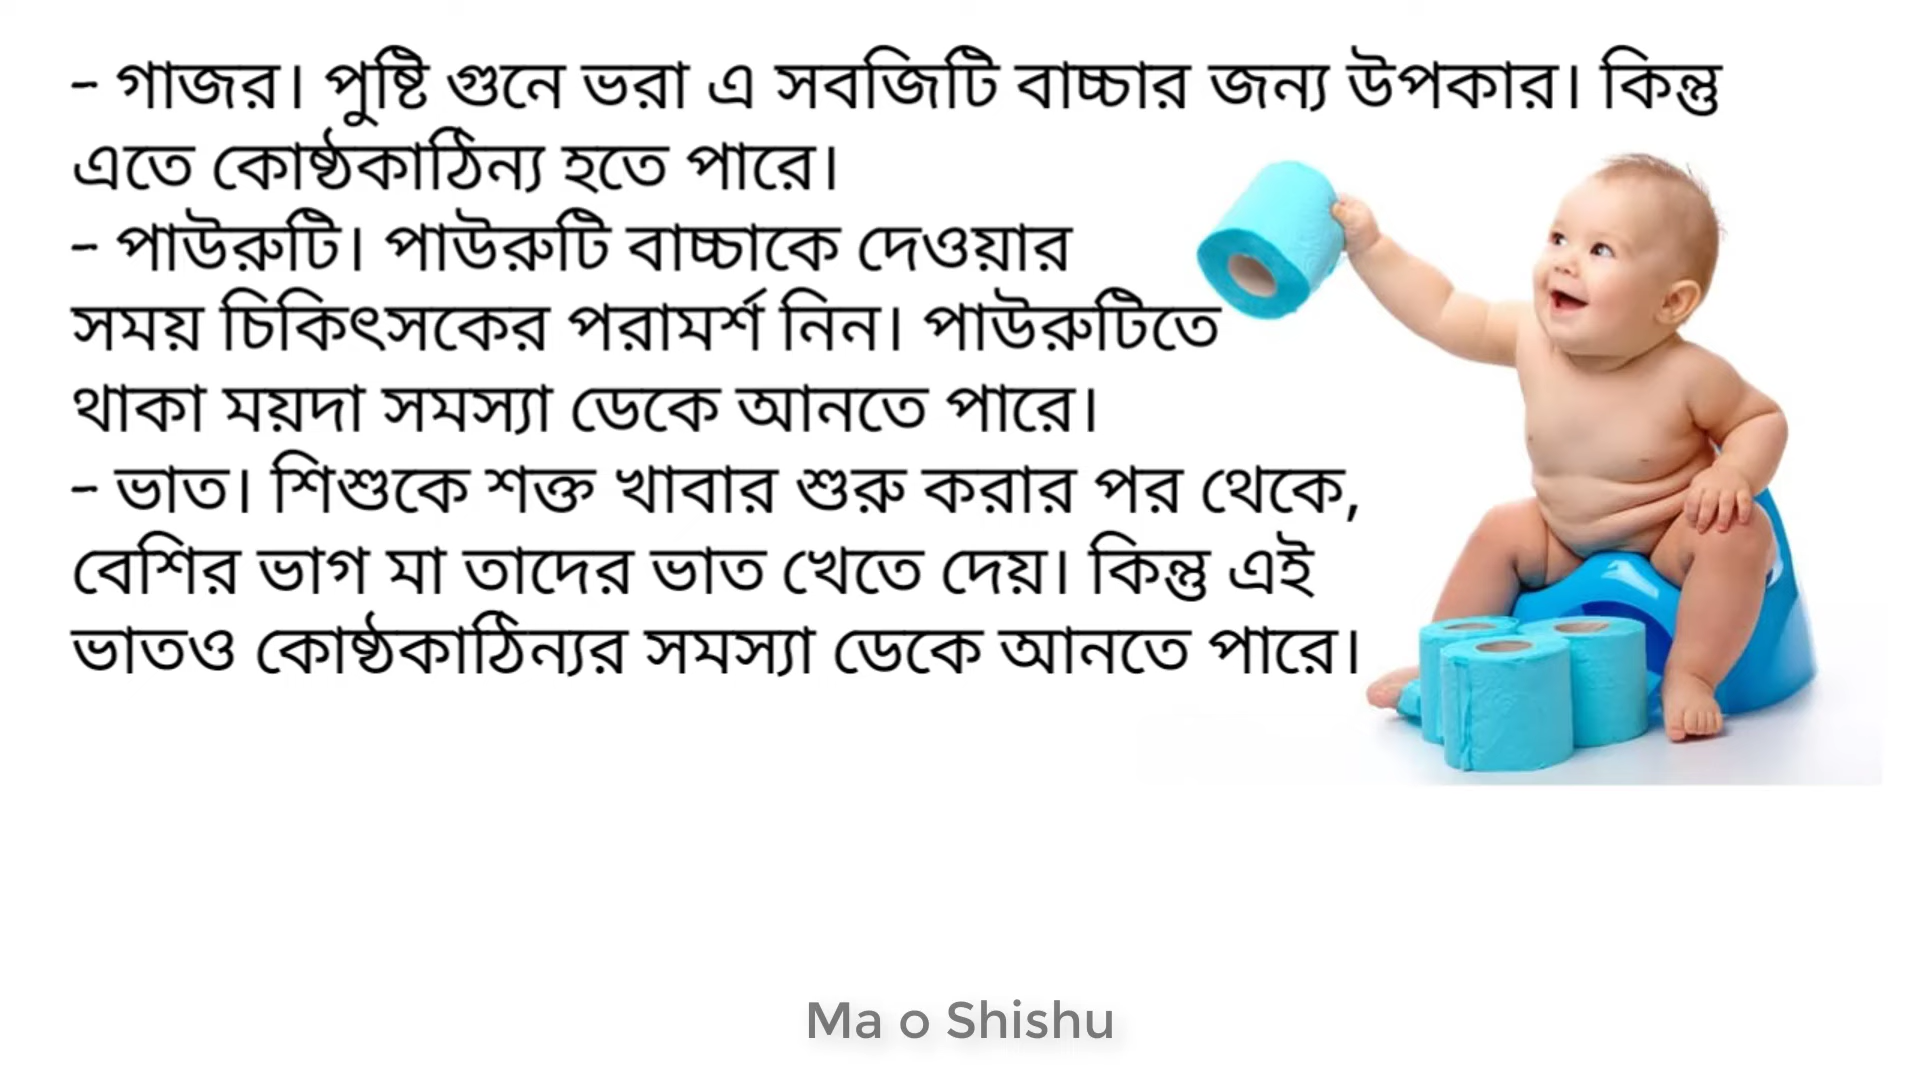 - গাজর। পুষ্টি গুনে ভরা এ সবজিটি বাচ্চার জন্য উপকার। কিন্তু
এতে কোষ্ঠকাঠিন্য হতে পারে।
- পাউরুটি। পাউরুটি বাচ্চাকে দেওয়ার
সময় চিকিৎসকের পরামর্শ নিন। পাউরুটিতে
থাকা ময়দা সমস্যা ডেকে আনতে পারে।
- ভাত। শিশুকে শক্ত খাবার শুরু করার পর থেকে,
বেশির ভাগ মা তাদের ভাত খেতে দেয়। কিন্তু এই
ভাতও কোষ্ঠকাঠিন্যর সমস্যা ডেকে আনতে পারে।
Ma o Shishu